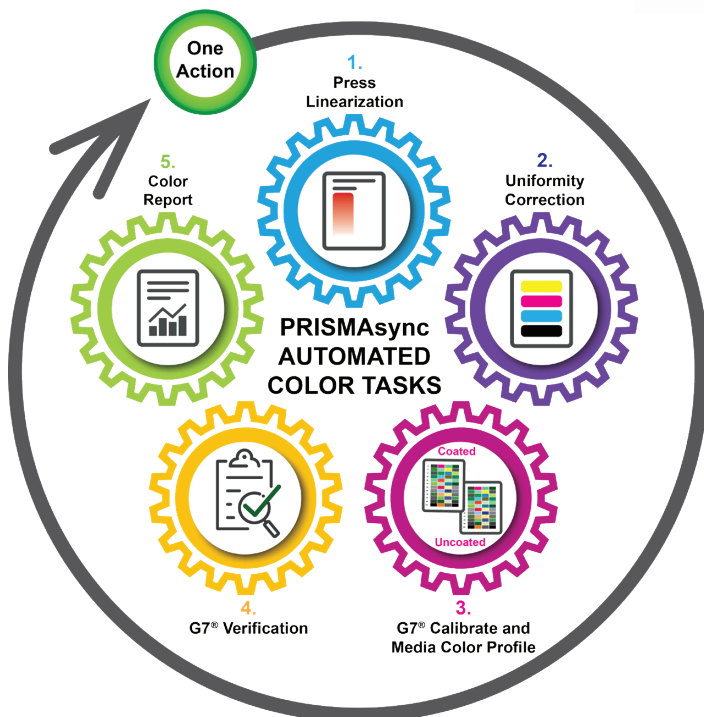 One
Action
1.
Press
Linearization
2.
Uniformity
Correction
5.
Color
Report
PRISMAsync
AUTOMATED
COLOR TASKS
Coated
Uncoated
4.
G7® Verification
3.
G7® Calibrate and
Media Color Profile